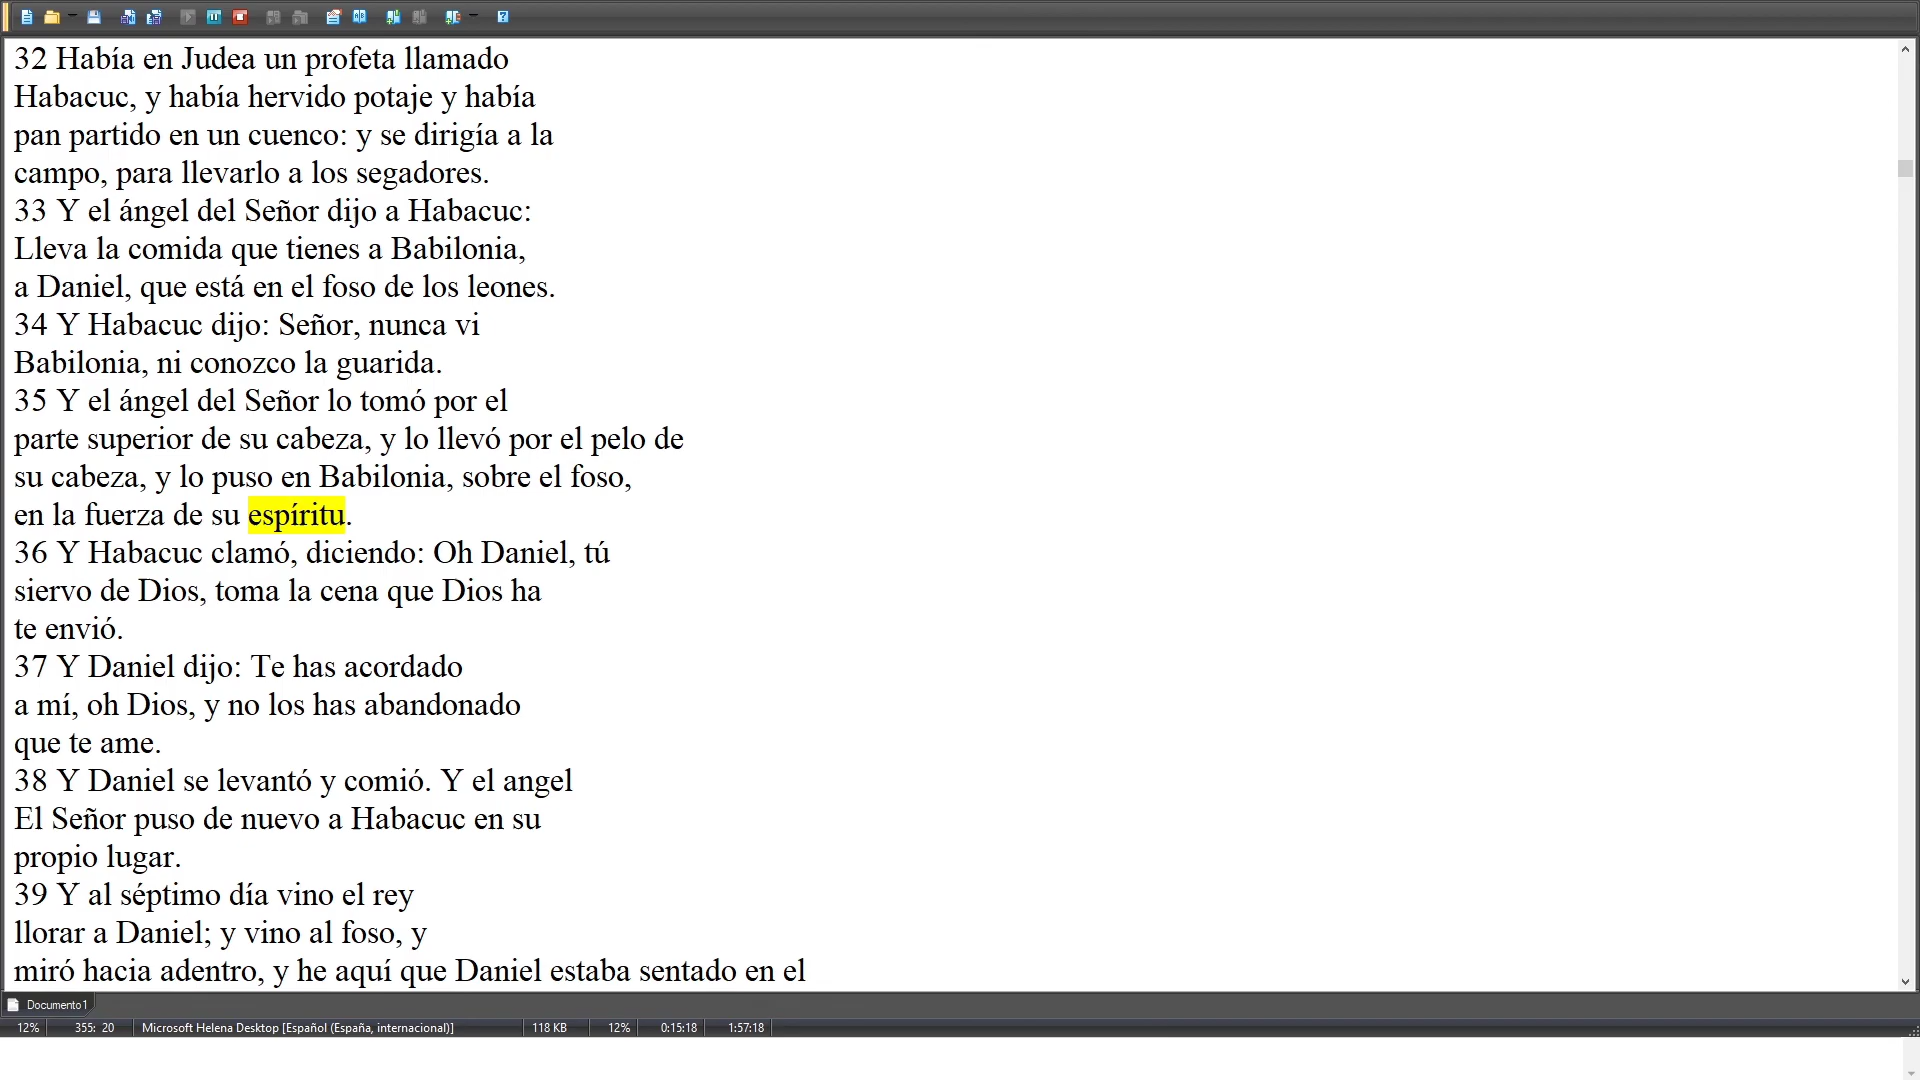 32 Había en Judea un profeta llamado
Habacuc, y había hervido potaje y había
pan partido en un cuenco: y se dirigía a la
campo, para llevarlo a los segadores.
33 Y el ángel del Señor dijo a Habacuc:
Lleva la comida que tienes a Babilonia,
a Daniel, que está en el foso de los leones.
34 Y Habacuc dijo: Señor, nunca vi
Babilonia, ni conozco la guarida.
35 Y el ángel del Señor lo tomó por el
parte superior de su cabeza, y lo llevó por el pelo de
su cabeza, y lo puso en Babilonia, sobre el foso,
en la fuerza de su espíritu.
36 Y Habacuc clamó, diciendo: Oh Daniel, tú
siervo de Dios, toma la cena que Dios ha
te envió.
37 Y Daniel dijo: Te has acordado
a mí, oh Dios, y no los has abandonado
que te ame.
38 Y Daniel se levantó y comió. Y el angel
El Señor puso de nuevo a Habacuc en su
propio lugar.
39 Y al séptimo día vino el rey
llorar a Daniel; y vino al foso, y
miró hacia adentro, y he aquí que Daniel estaba sentado en el
Documento1
12% 355: 20 Microsoft Helena Desktop [Español (España, internacional)] 118 KB 12% 0:15:18 1:57:18